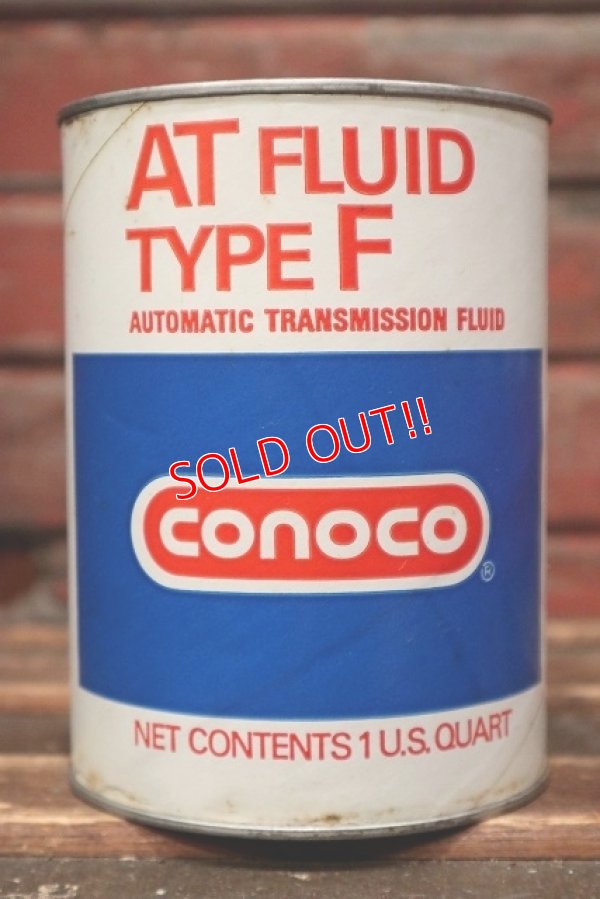 AT FLUID
TYPE F
AUTOMATIC TRANSMISSION FLUID
SOLD OUT!!
CONOCO
®
NET CONTENTS 1 U.S. QUART